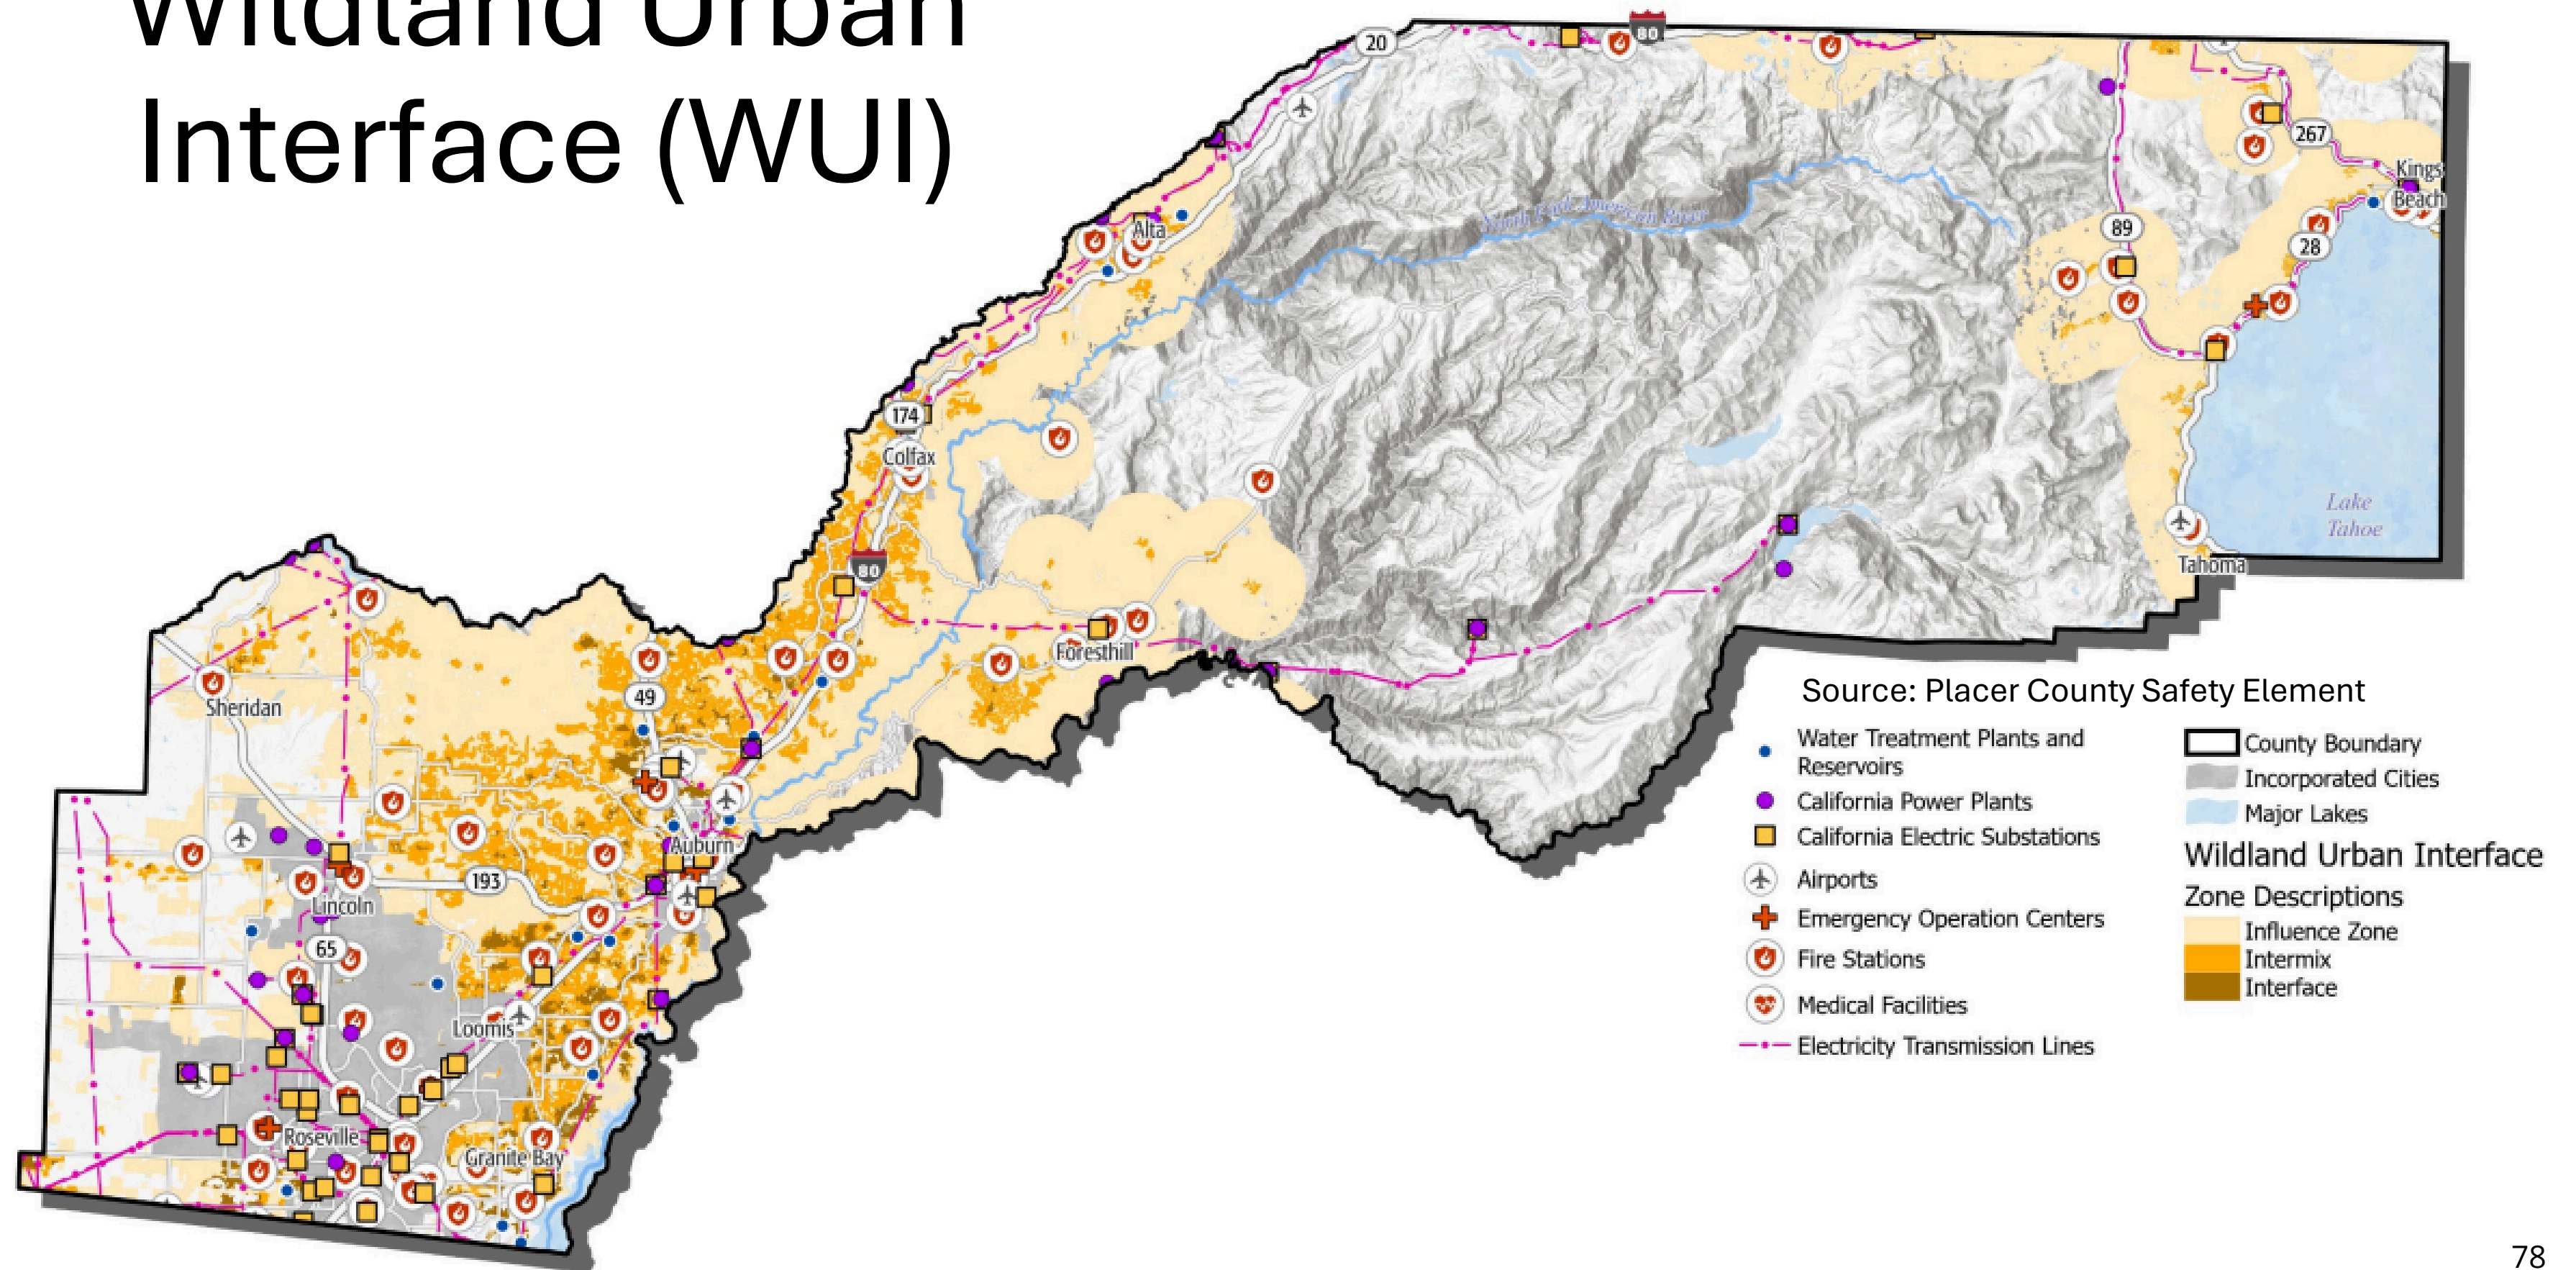 Wildland Urban
Interface (WUI)
20
80
267
Kings
Beach
89
28
Alta
North Fork American River
174
Colfax
80
Lake
Tahoe
Tahoma
Foresthill
49
Sheridan
Auburn
193
Lincoln
65
Loomis
Roseville
Granite Bay
Source: Placer County Safety Element
Water Treatment Plants and
Reservoirs
California Power Plants
California Electric Substations
Airports
Emergency Operation Centers
Fire Stations
Medical Facilities
Electricity Transmission Lines
County Boundary
Incorporated Cities
Major Lakes
Wildland Urban Interface
Zone Descriptions
Influence Zone
Intermix
Interface
78